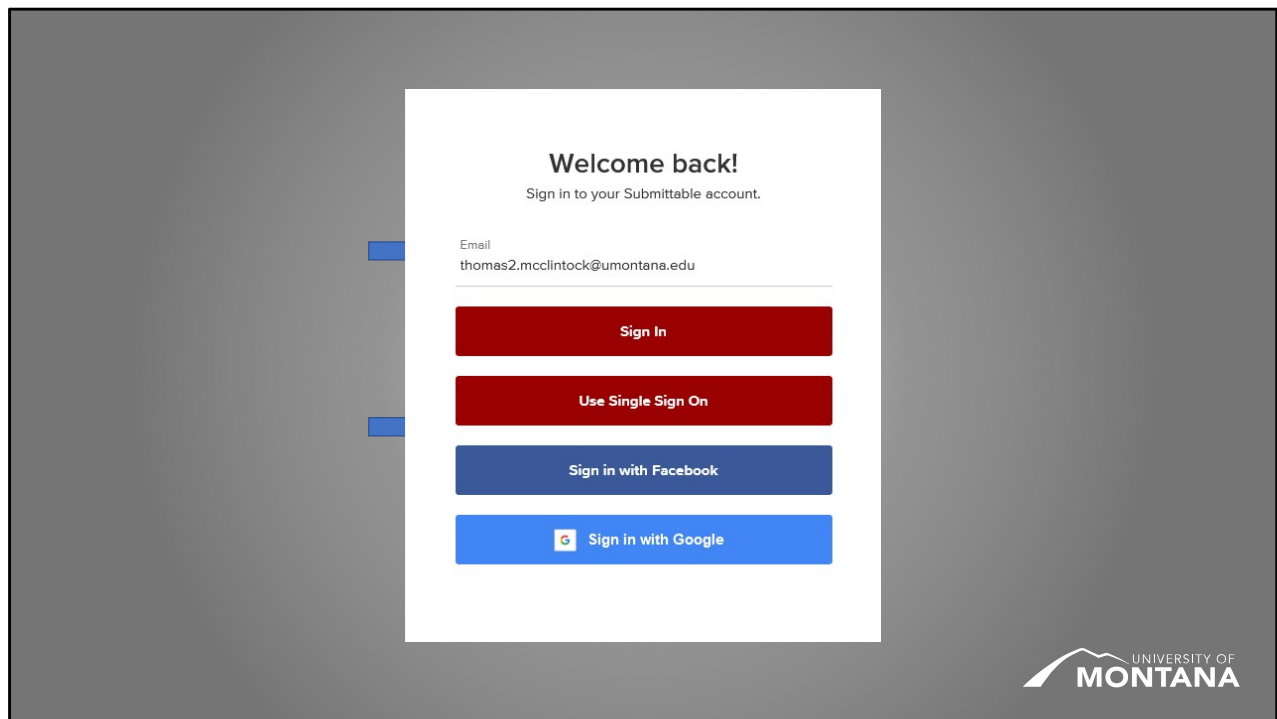 Welcome back!
Sign in to your Submittable account.
Email
thomas2.mcclintock@umontana.edu
Sign In
Use Single Sign On
Sign in with Facebook
G Sign in with Google
UNIVERSITY OF
MONTANA